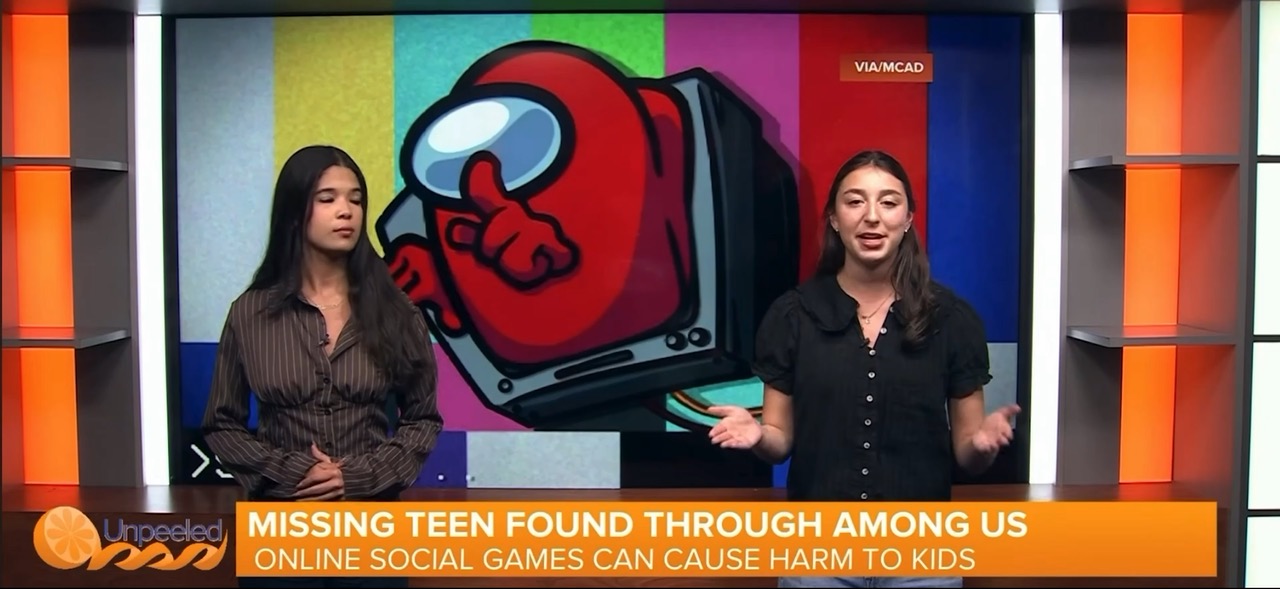 VIA/MCAD
Unpeeled
MISSING TEEN FOUND THROUGH AMONG US
ONLINE SOCIAL GAMES CAN CAUSE HARM TO KIDS